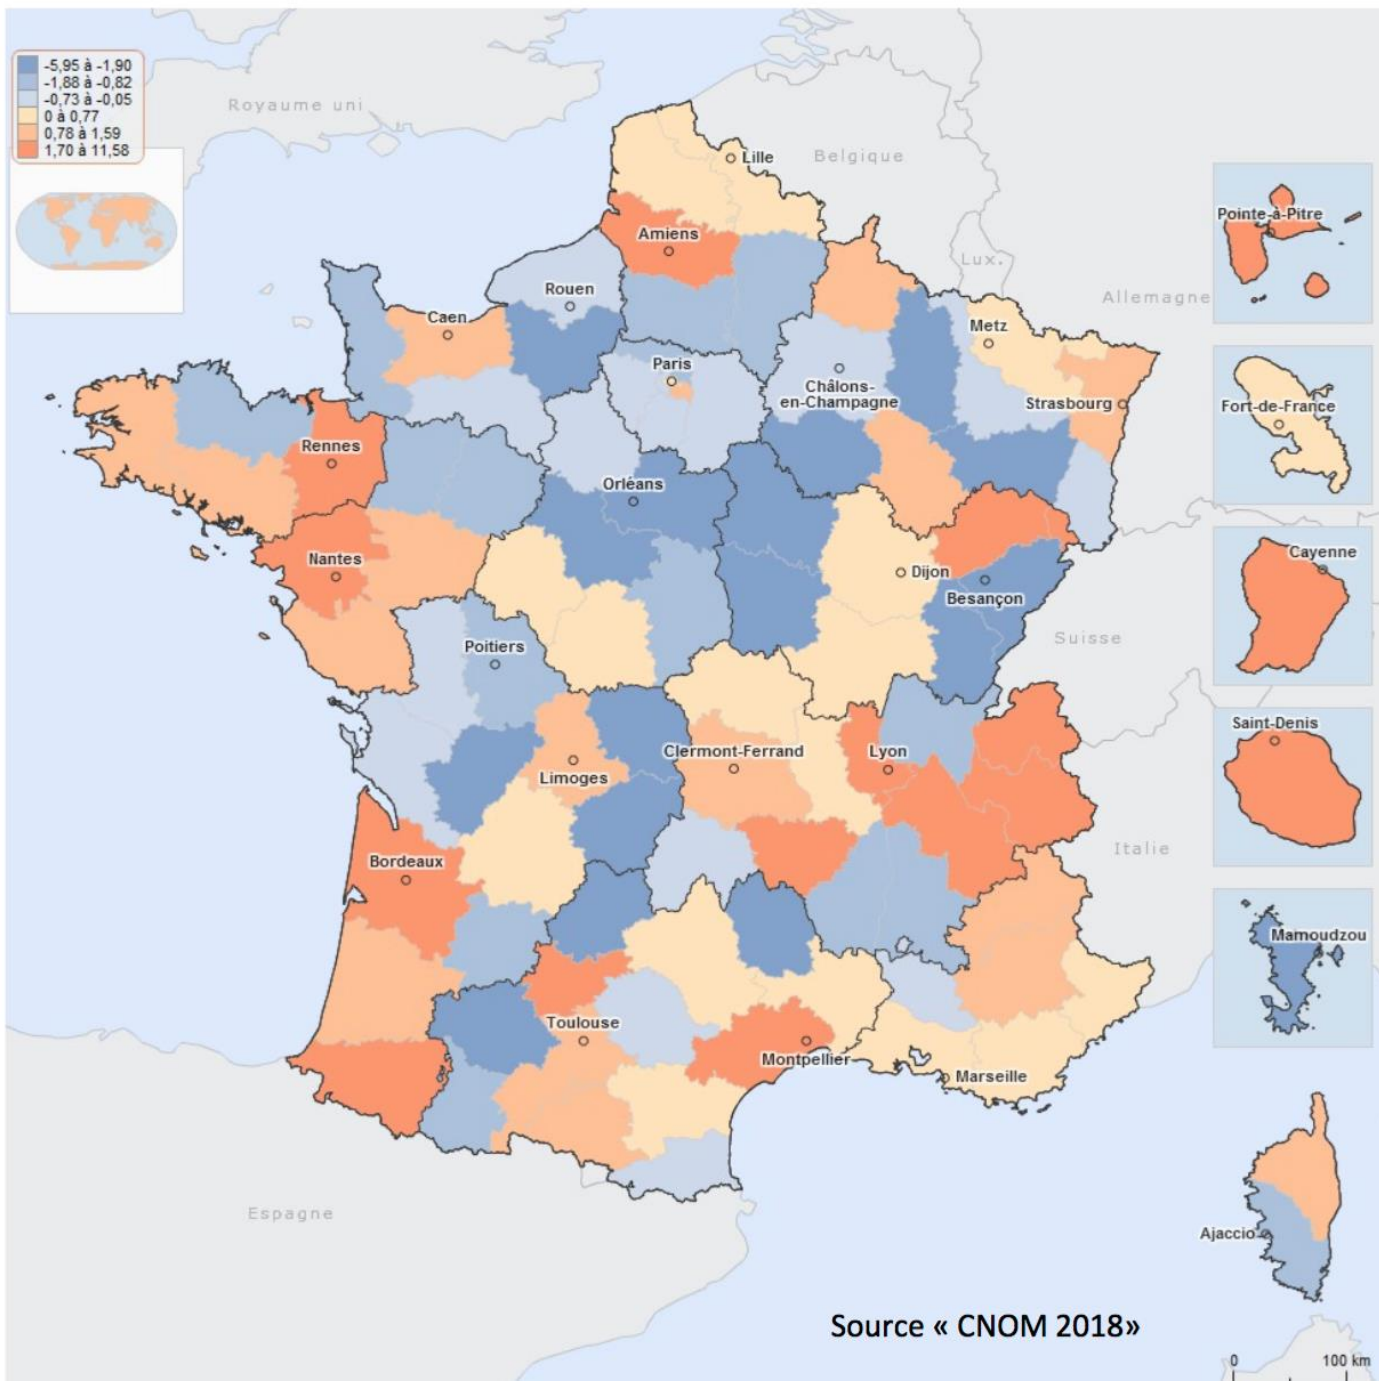 -5,95 à -1,90
-1,88 à -0,82
-0,73 à -0,05
0 à 0,77
0,78 à 1,59
1,70 à 11,58
Royaume uni
Belgique
Lux.
Allemagne
Suisse
Italie
Espagne
Lille
Amiens
Rouen
Caen
Metz
Paris
Châlons-
en-Champagne
Strasbourg
Rennes
Orléans
Nantes
Dijon
Besançon
Poitiers
Limoges
Clermont-Ferrand
Lyon
Bordeaux
Toulouse
Montpellier
Marseille
Ajaccio
Pointe-à-Pitre
Fort-de-France
Cayenne
Saint-Denis
Mamoudzou
Source « CNOM 2018»
0 100 km